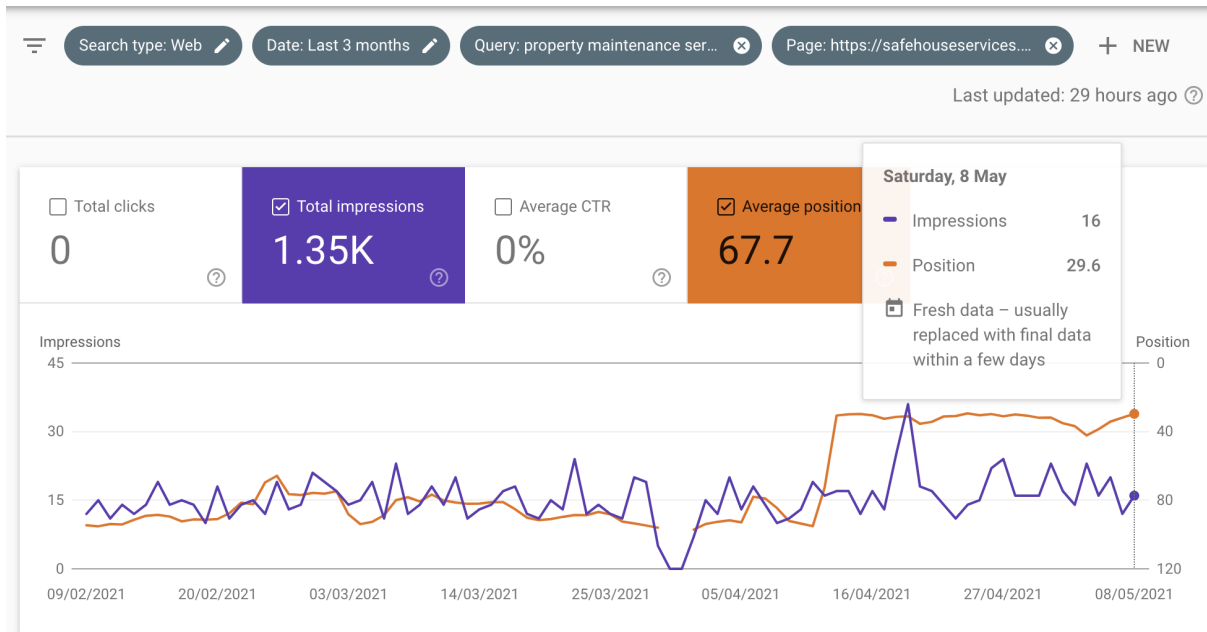 Search type: Web
Date: Last 3 months
Query: property maintenance ser...
Page: https://safehouseservices....
+ NEW
Last updated: 29 hours ago
Total clicks
0
Total impressions
1.35K
Average CTR
0%
Average position
67.7
Saturday, 8 May
Impressions 16
Position 29.6
Fresh data – usually
replaced with final data
within a few days
Impressions
Position
45
30
15
0
0
40
80
120
09/02/2021 20/02/2021 03/03/2021 14/03/2021 25/03/2021 05/04/2021 16/04/2021 27/04/2021 08/05/2021